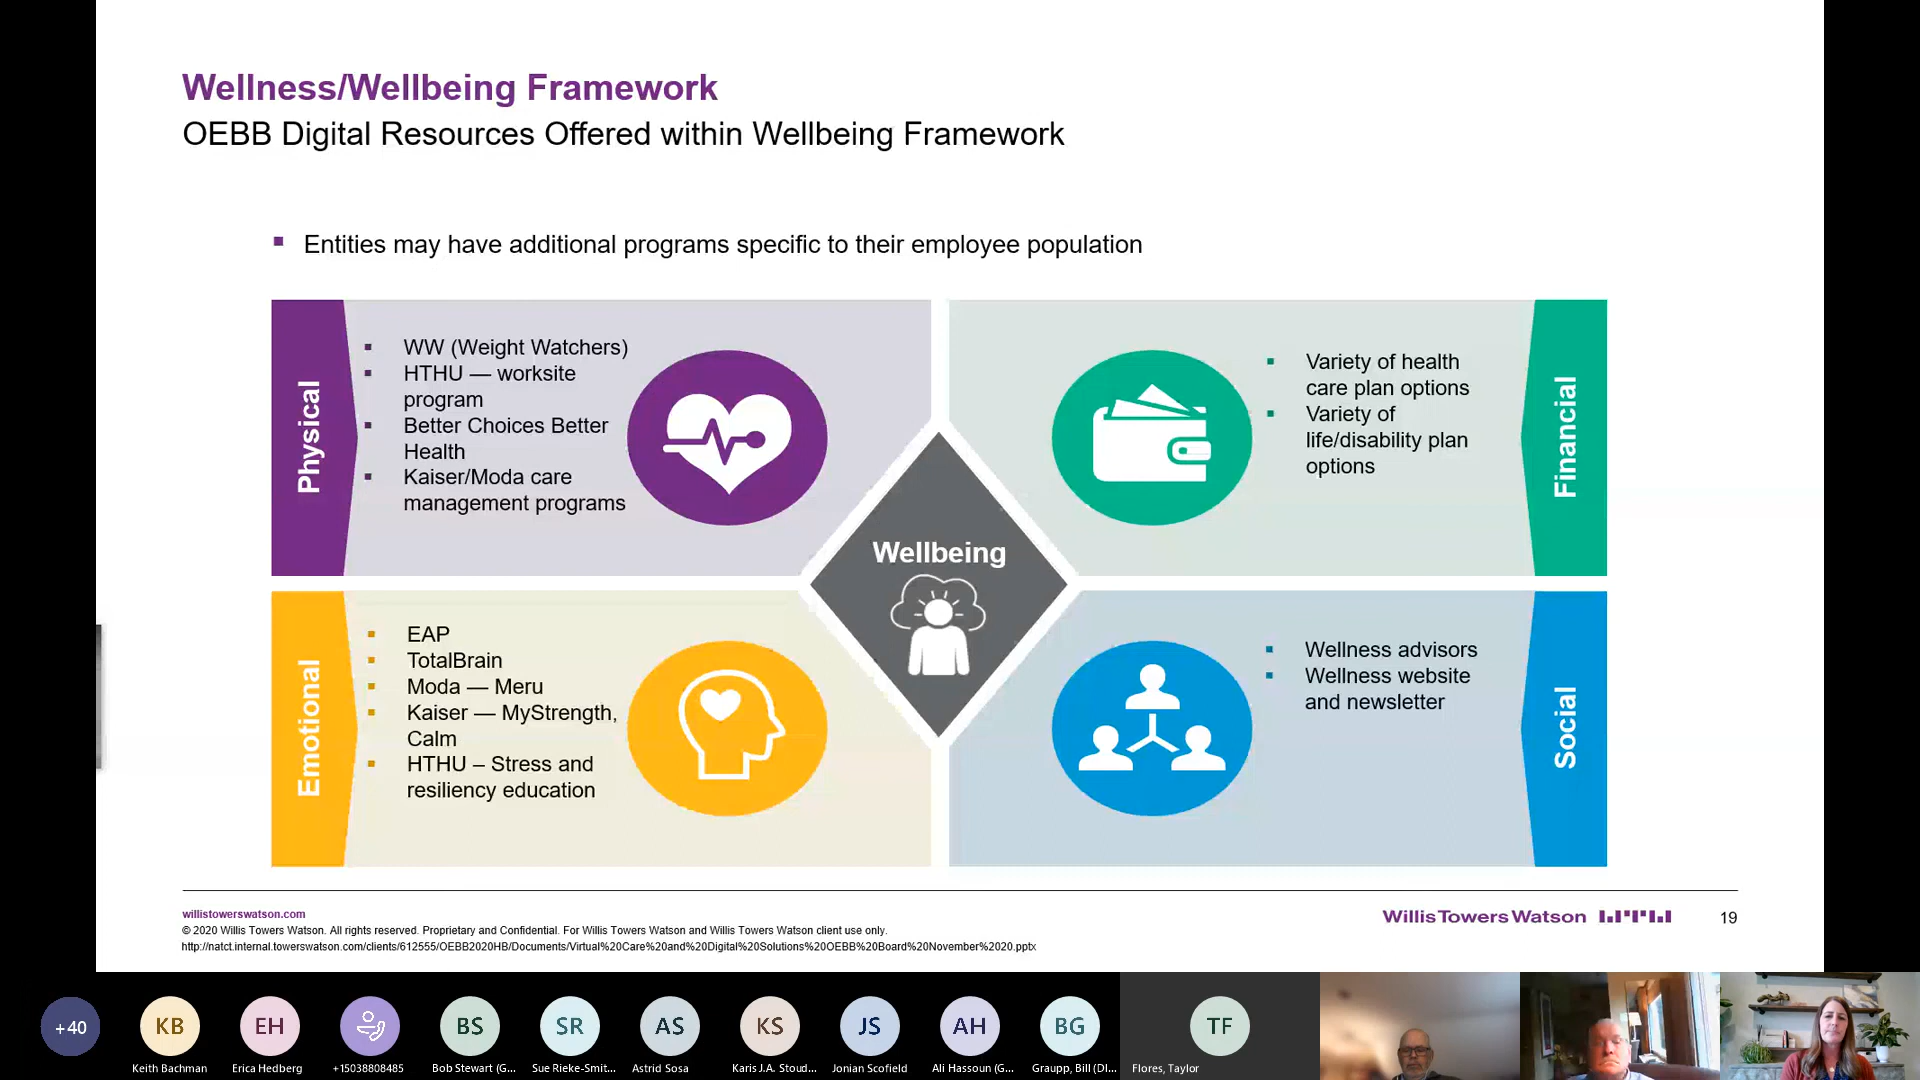 Wellness/Wellbeing Framework
OEBB Digital Resources Offered within Wellbeing Framework
Entities may have additional programs specific to their employee population
Physical
WW (Weight Watchers)
HTHU — worksite
program
Better Choices Better
Health
Kaiser/Moda care
management programs
Variety of health
care plan options
Variety of
life/disability plan
options
Financial
Wellbeing
Emotional
EAP
TotalBrain
Moda — Meru
Kaiser — MyStrength,
Calm
HTHU – Stress and
resiliency education
Wellness advisors
Wellness website
and newsletter
Social
willistowerswatson.com
© 2020 Willis Towers Watson. All rights reserved. Proprietary and Confidential. For Willis Towers Watson and Willis Towers Watson client use only.
http://natct.internal.towerswatson.com/clients/612555/OEBB2020HB/Documents/Virtual%20Care%20and%20Digital%20Solutions%20OEBB%20Board%20November%2020.pptx
Willis Towers Watson
19
+40
KB
EH
BS
SR
AS
KS
JS
AH
BG
TF
Keith Bachman
Erica Hedberg
+15038808485
Bob Stewart (G...
Sue Rieke-Smit...
Astrid Sosa
Karis J.A. Stoud...
Jonian Scofield
Ali Hassoun (G...
Graupp, Bill (DI...
Flores, Taylor